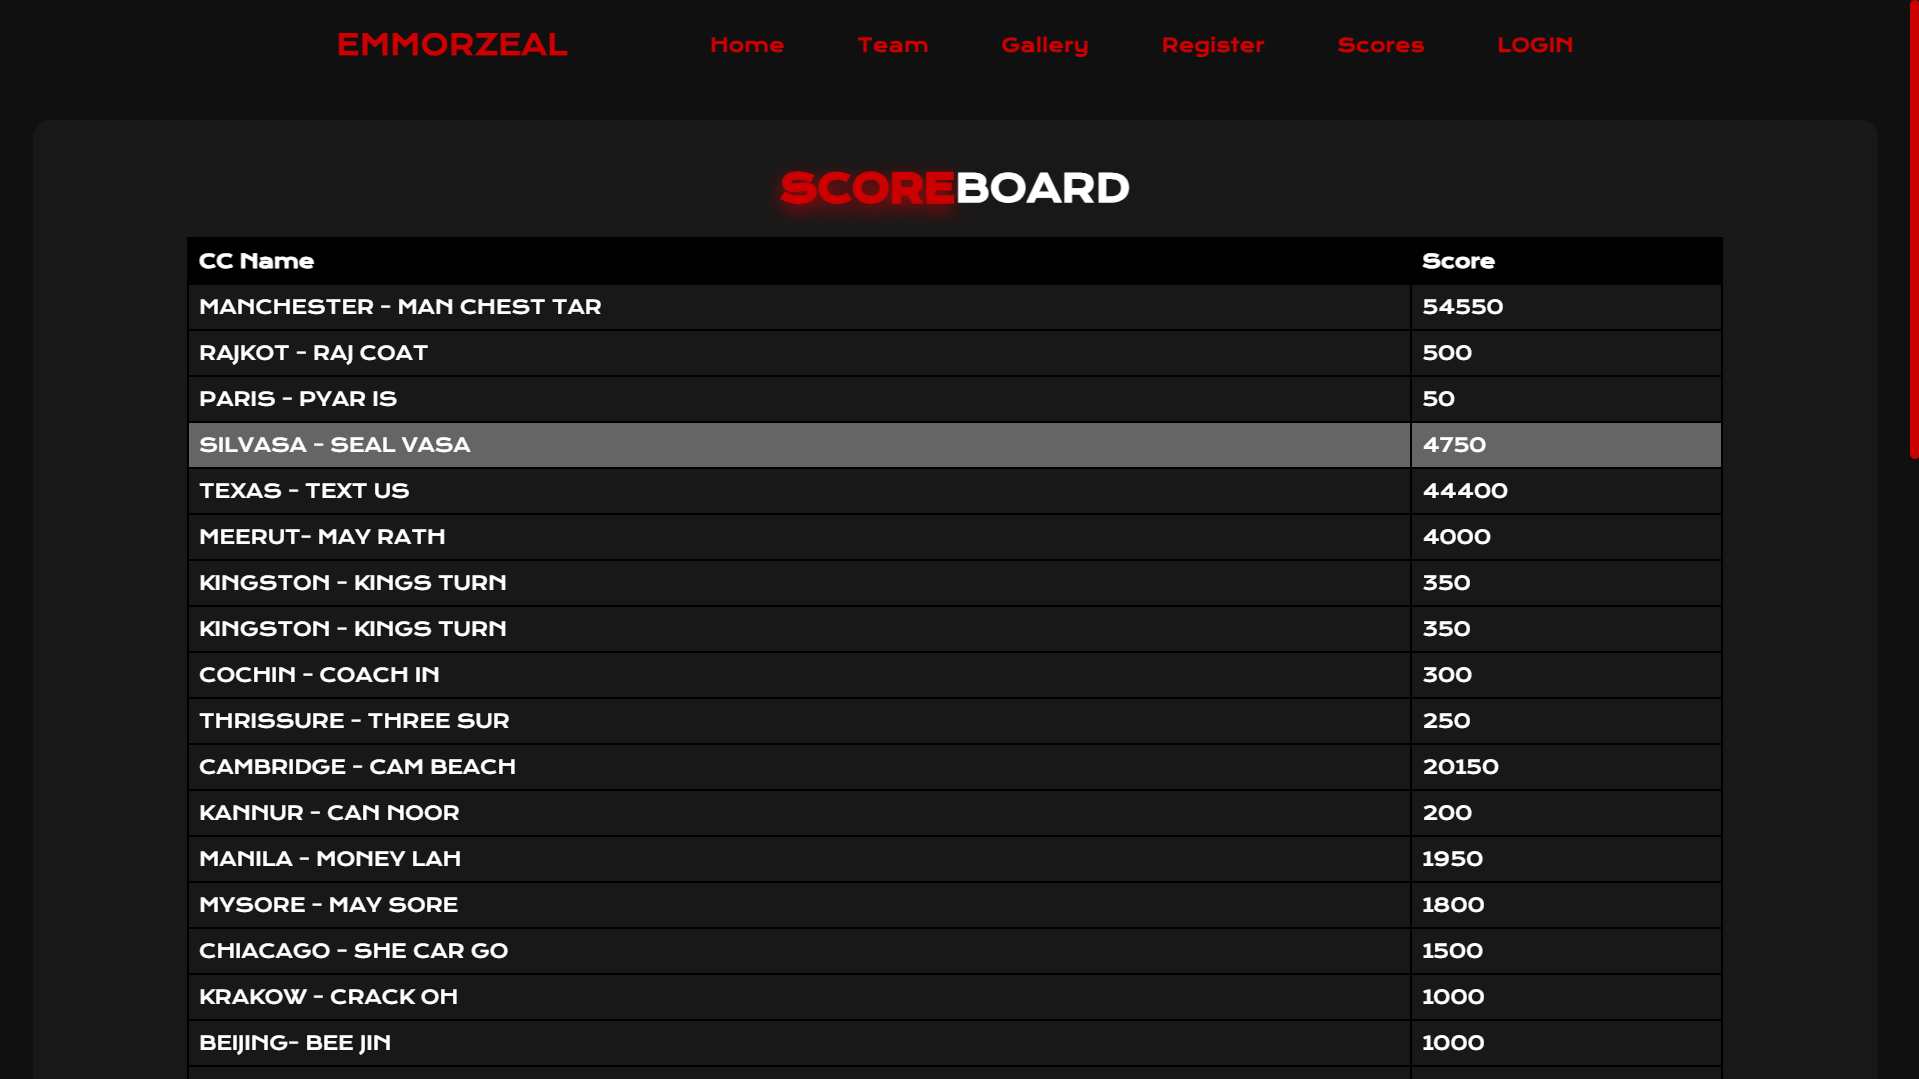 EMMORZEAL Home Team Gallery Register Scores LOGIN
SCOREBOARD
CC Name Score
MANCHESTER - MAN CHEST TAR 54550
RAJKOT - RAJ COAT 500
PARIS - PYAR IS 50
SILVASA - SEAL VASA 4750
TEXAS - TEXT US 44400
MEERUT- MAY RATH 4000
KINGSTON - KINGS TURN 350
KINGSTON - KINGS TURN 350
COCHIN - COACH IN 300
THRISSURE - THREE SUR 250
CAMBRIDGE - CAM BEACH 20150
KANNUR - CAN NOOR 200
MANILA - MONEY LAH 1950
MYSORE - MAY SORE 1800
CHIACAGO - SHE CAR GO 1500
KRAKOW - CRACK OH 1000
BEIJING- BEE JIN 1000